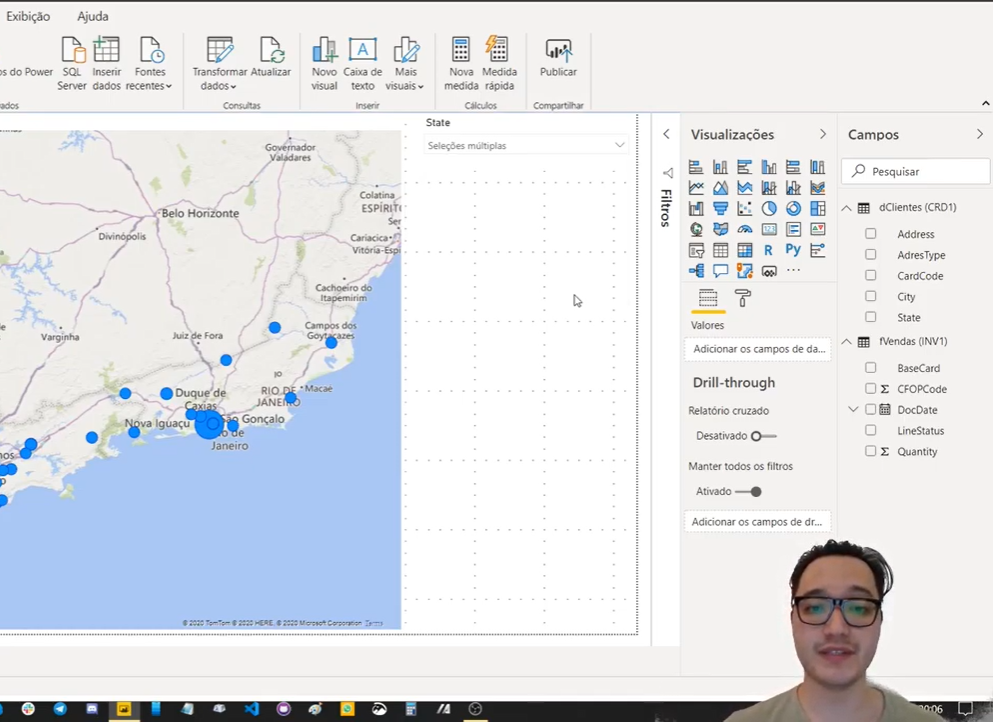 Exibição Ajuda
os do Power
SQL Server
Inserir dados
Fontes recentes
Transformar dados
Atualizar
Novo visual
Caixa de texto
Mais visuais
Nova medida
Medida rápida
Publicar
ados
Consultas
Inserir
Cálculos
Compartilhar
State
Seleções múltiplas
Governador Valadares
Colatina
ESPÍRIT
Belo Horizonte
Divinópolis
Cariacica
Vitória-Esp
Cachoeiro do Itapemirim
Varginha
Juiz de Fora
Campos dos Goytacazes
Duque de Caxias
RIO DE JANEIRO
Macaé
Nova Iguaçu
São Gonçalo
Rio de Janeiro
© 2020 TomTom © 2020 HERE, © 2020 Microsoft Corporation Terms
Filtros
Visualizações
R Py
Valores
Adicionar os campos de da...
Drill-through
Relatório cruzado
Desativado
Manter todos os filtros
Ativado
Adicionar os campos de dr...
Campos
Pesquisar
dClientes (CRD1)
Address
AdresType
CardCode
City
State
fVendas (INV1)
BaseCard
CFOPCode
DocDate
LineStatus
Quantity